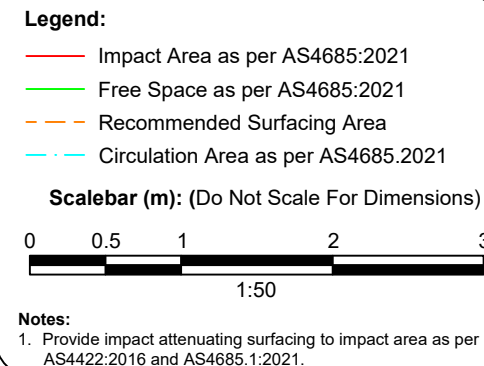 Legend:
Impact Area as per AS4685:2021
Free Space as per AS4685:2021
Recommended Surfacing Area
Circulation Area as per AS4685.2021
Scalebar (m): (Do Not Scale For Dimensions)
0 0.5 1 2 3
1:50
Notes:
1. Provide impact attenuating surfacing to impact area as per
AS4422:2016 and AS4685.1:2021.